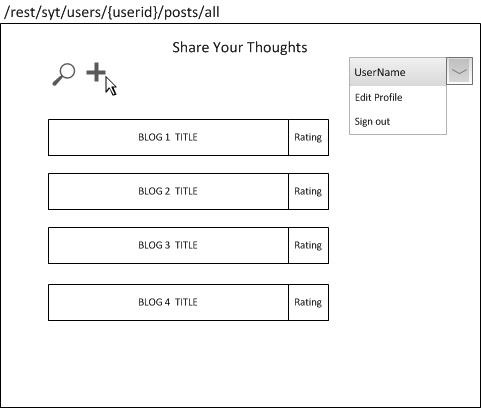 /rest/syt/users/{userid}/posts/all
Share Your Thoughts
UserName
Edit Profile
Sign out
BLOG 1 TITLE Rating
BLOG 2 TITLE Rating
BLOG 3 TITLE Rating
BLOG 4 TITLE Rating